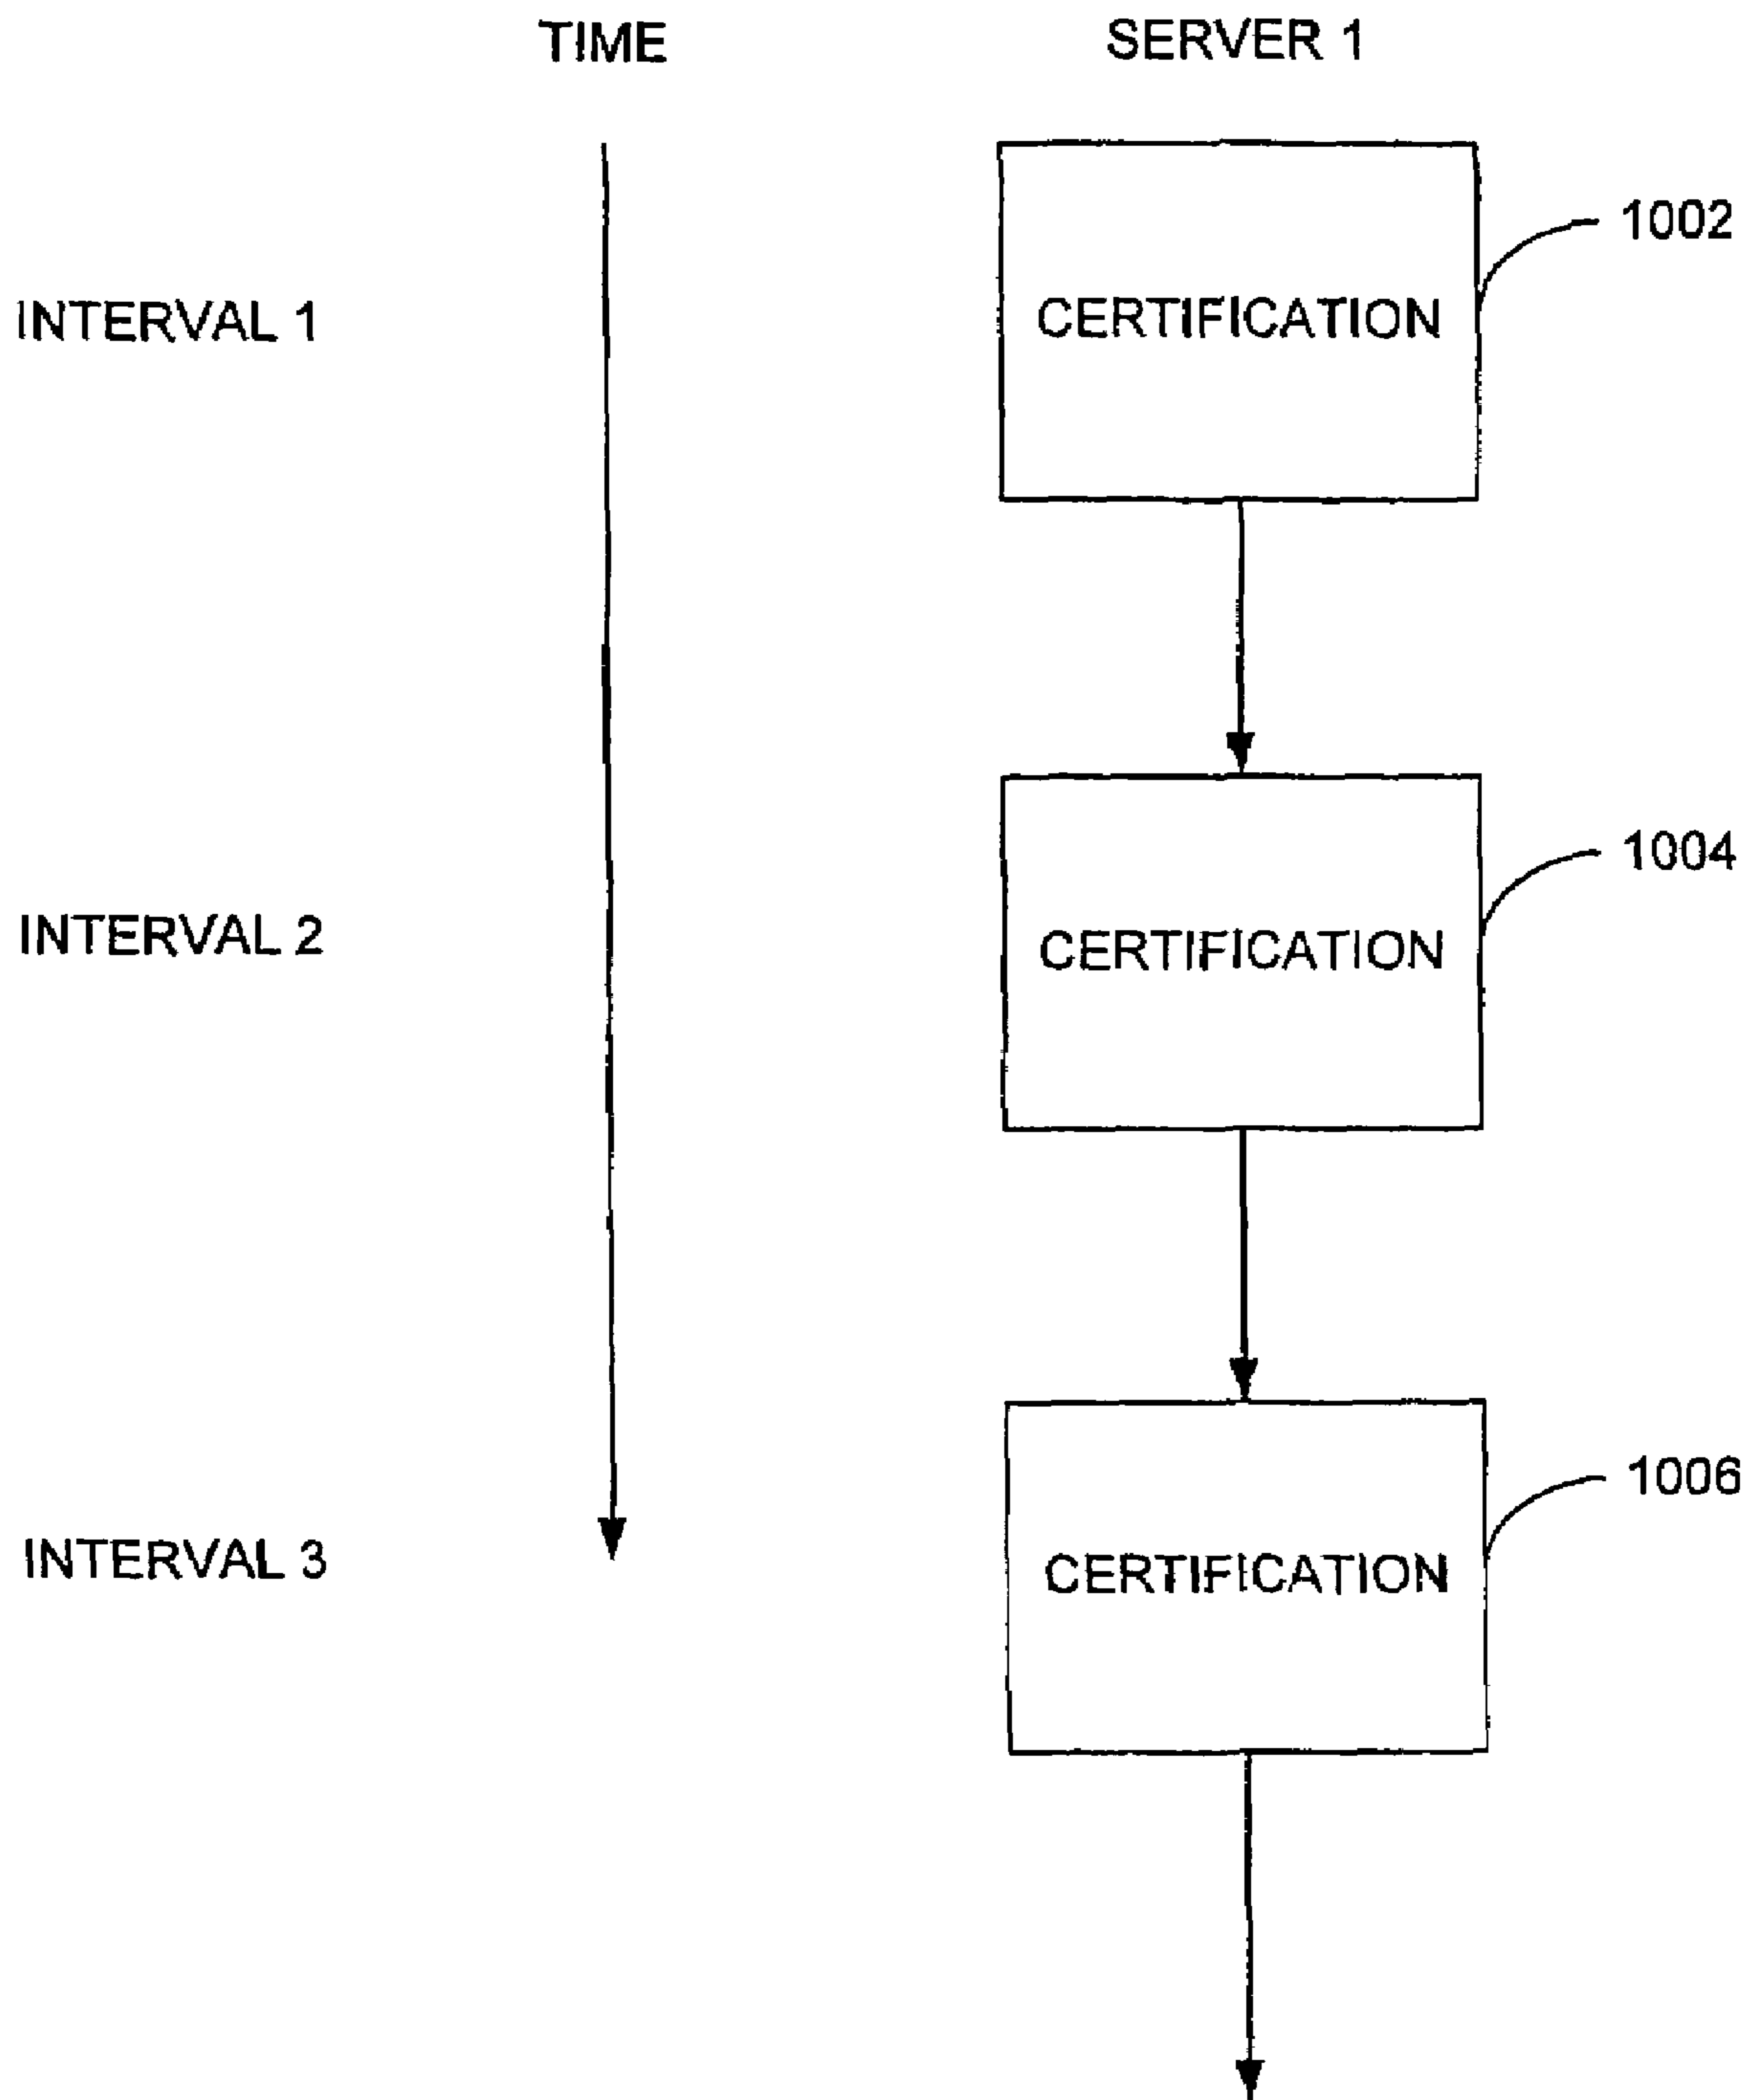 TIME
SERVER 1
1002
INTERVAL 1
CERTIFICATION
1004
INTERVAL 2
CERTIFICATION
1006
INTERVAL 3
CERTIFICATION